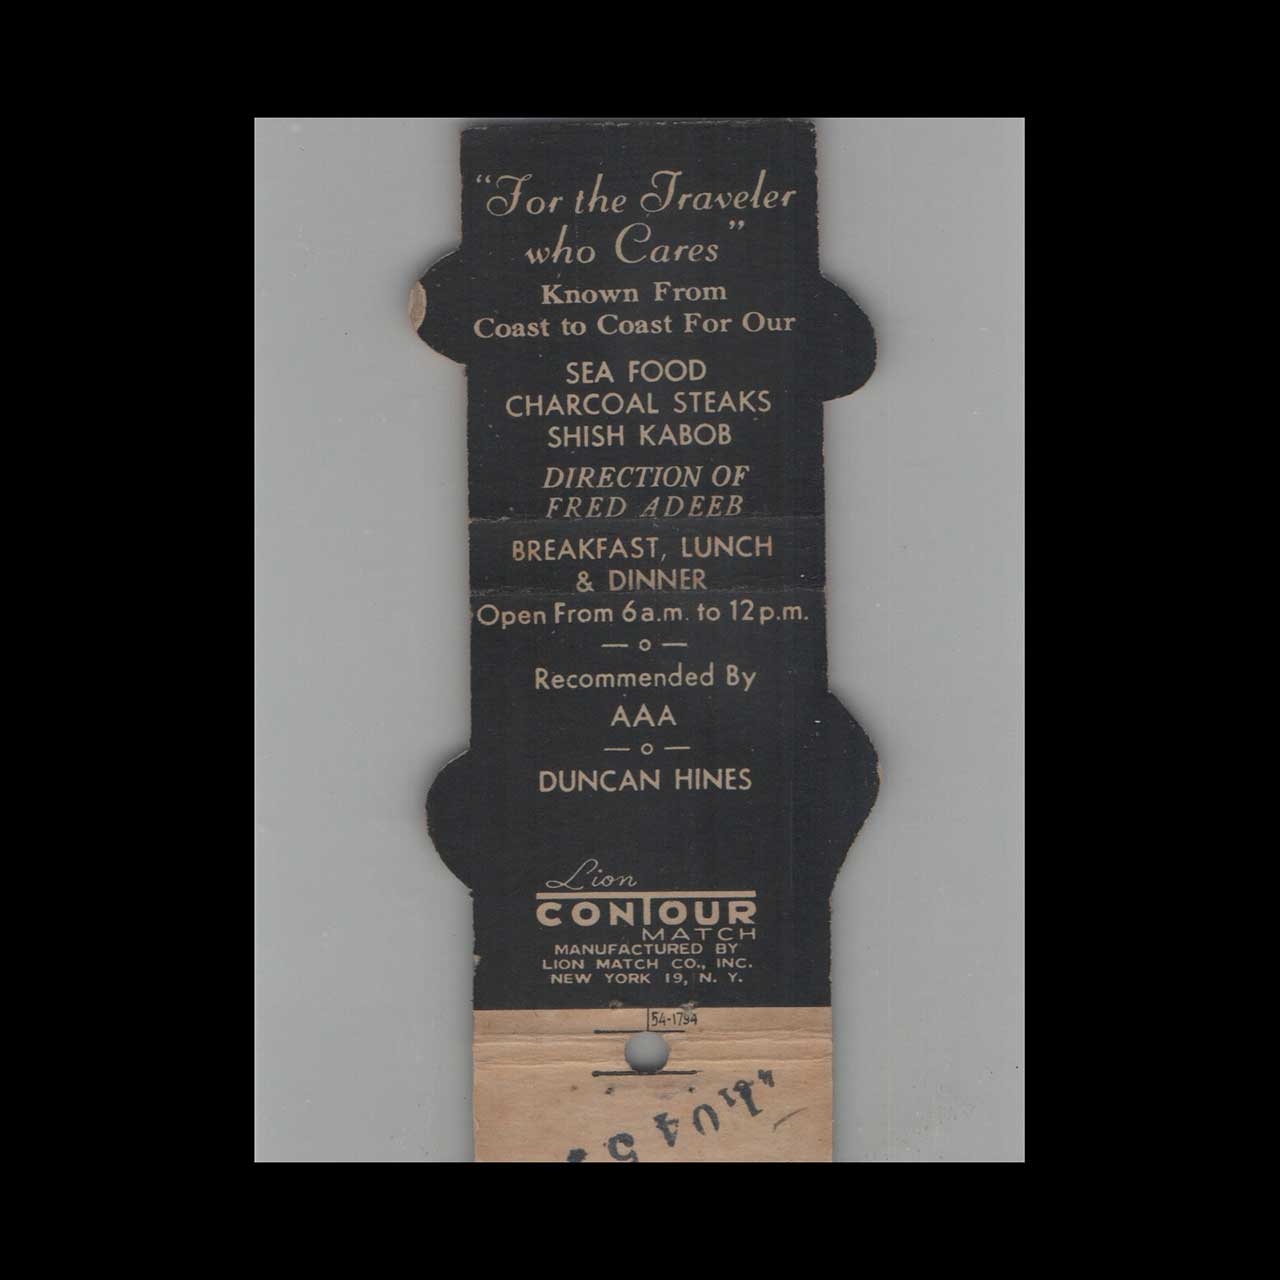 "For the Traveler
who Cares"
Known From
Coast to Coast For Our
SEA FOOD
CHARCOAL STEAKS
SHISH KABOB
DIRECTION OF
FRED ADEEB
BREAKFAST, LUNCH
& DINNER
Open From 6 a.m. to 12 p.m.
Recommended By
AAA
DUNCAN HINES
Lion
CONTOUR
MATCH
MANUFACTURED BY
LION MATCH CO., INC.
NEW YORK 19, N. Y.
54-1794